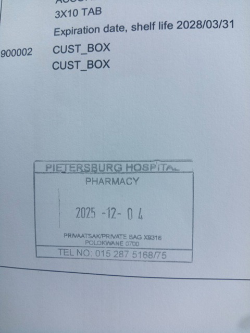 3X10 TAB
Expiration date, shelf life 2028/03/31
900002 CUST_BOX
CUST_BOX
PIETERSBURG HOSPITAL
PHARMACY
2025 -12- 04
PRIVAATSAK/PRIVATE BAG X9316
POLOKWANE 0700
TEL NO. 015 287 5168/75